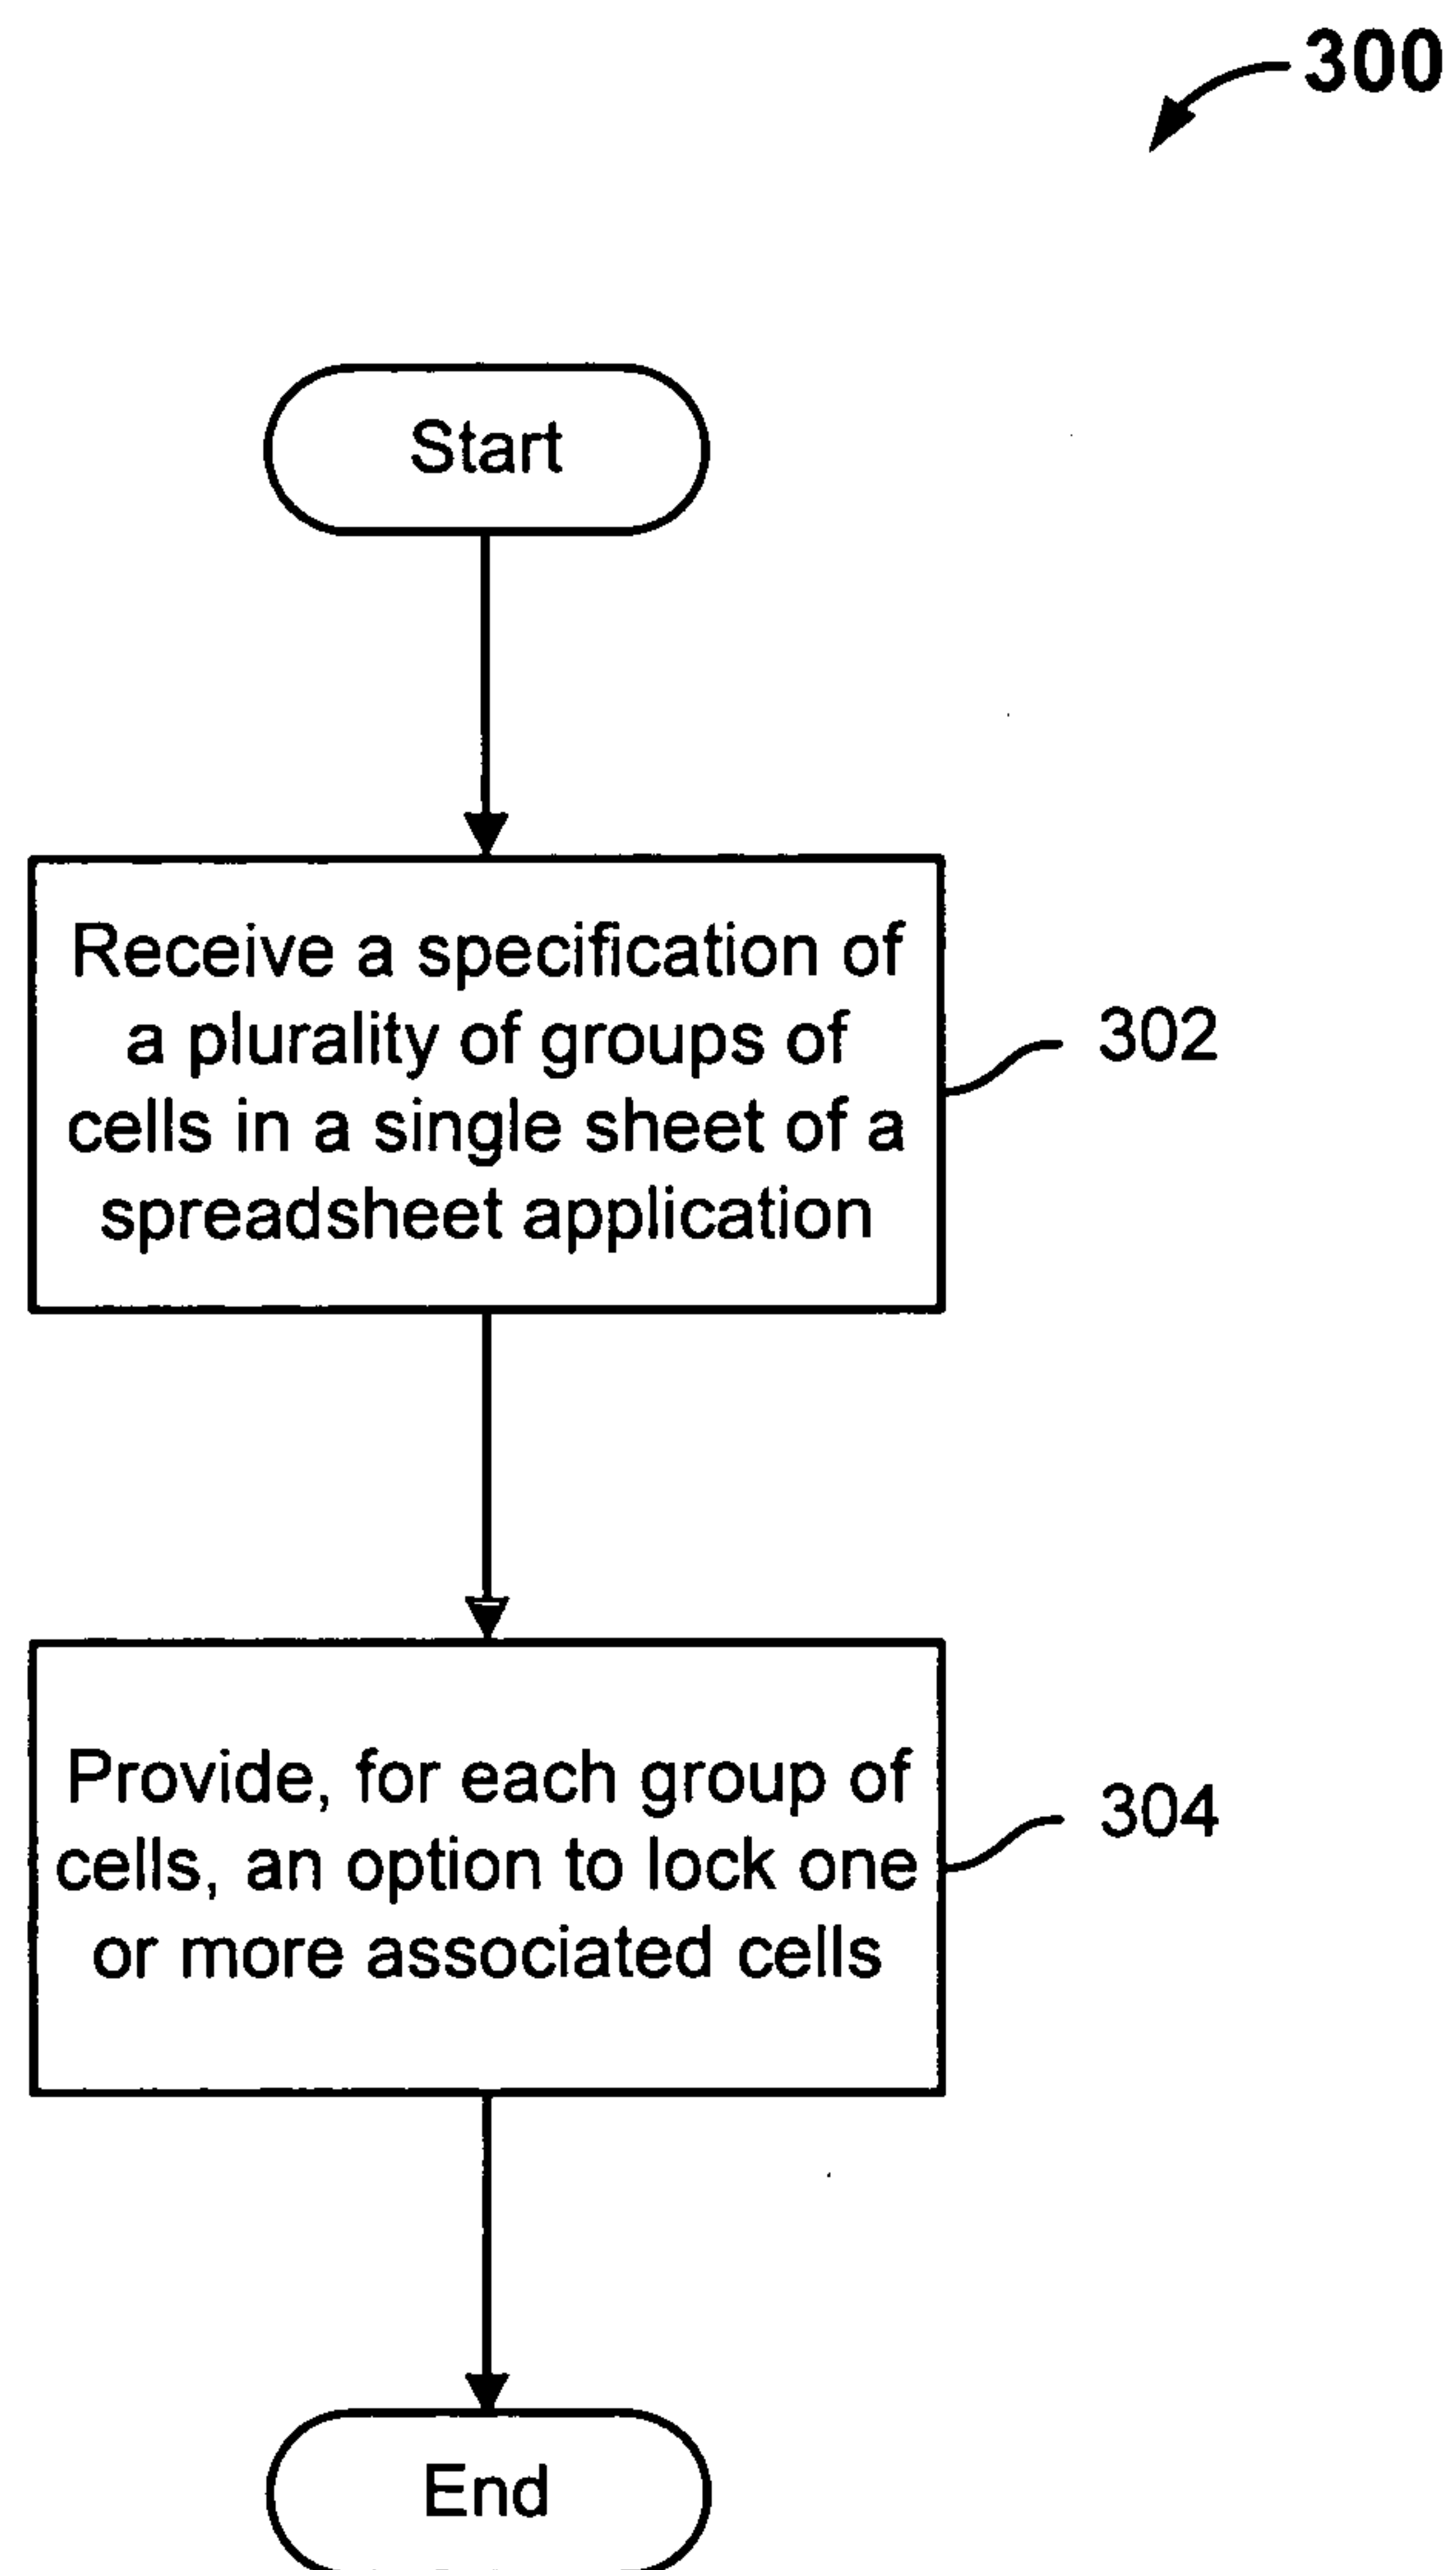 300
Start
Receive a specification of
a plurality of groups of
cells in a single sheet of a
spreadsheet application
302
Provide, for each group of
cells, an option to lock one
or more associated cells
304
End